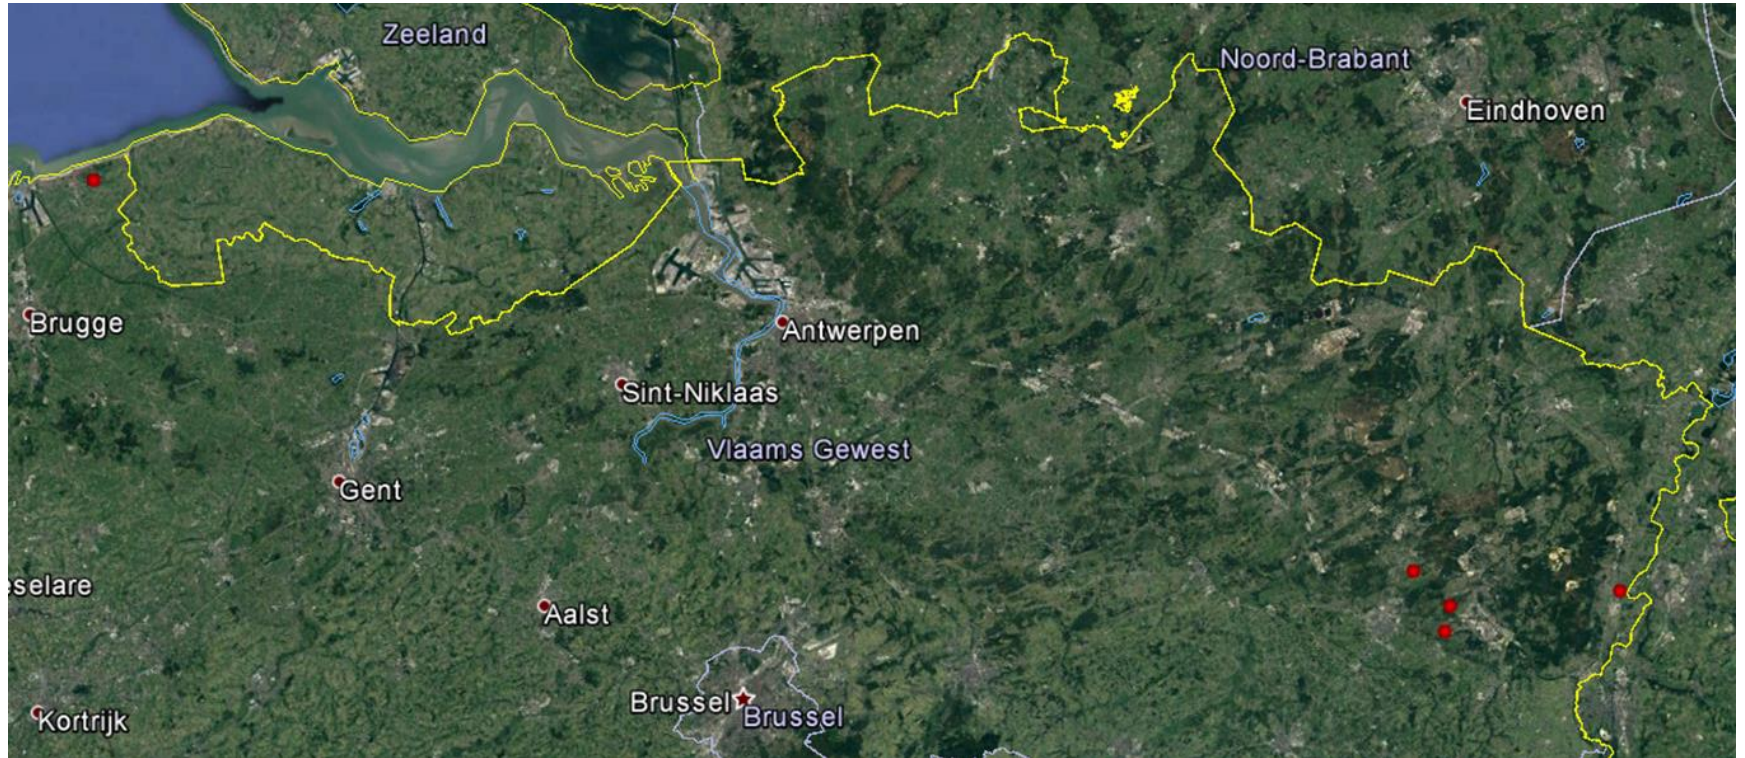 Zeeland
Noord-Brabant
Eindhoven
Brugge
Antwerpen
Sint-Niklaas
Vlaams Gewest
Gent
eselare
Aalst
Brussel
Brussel
Kortrijk